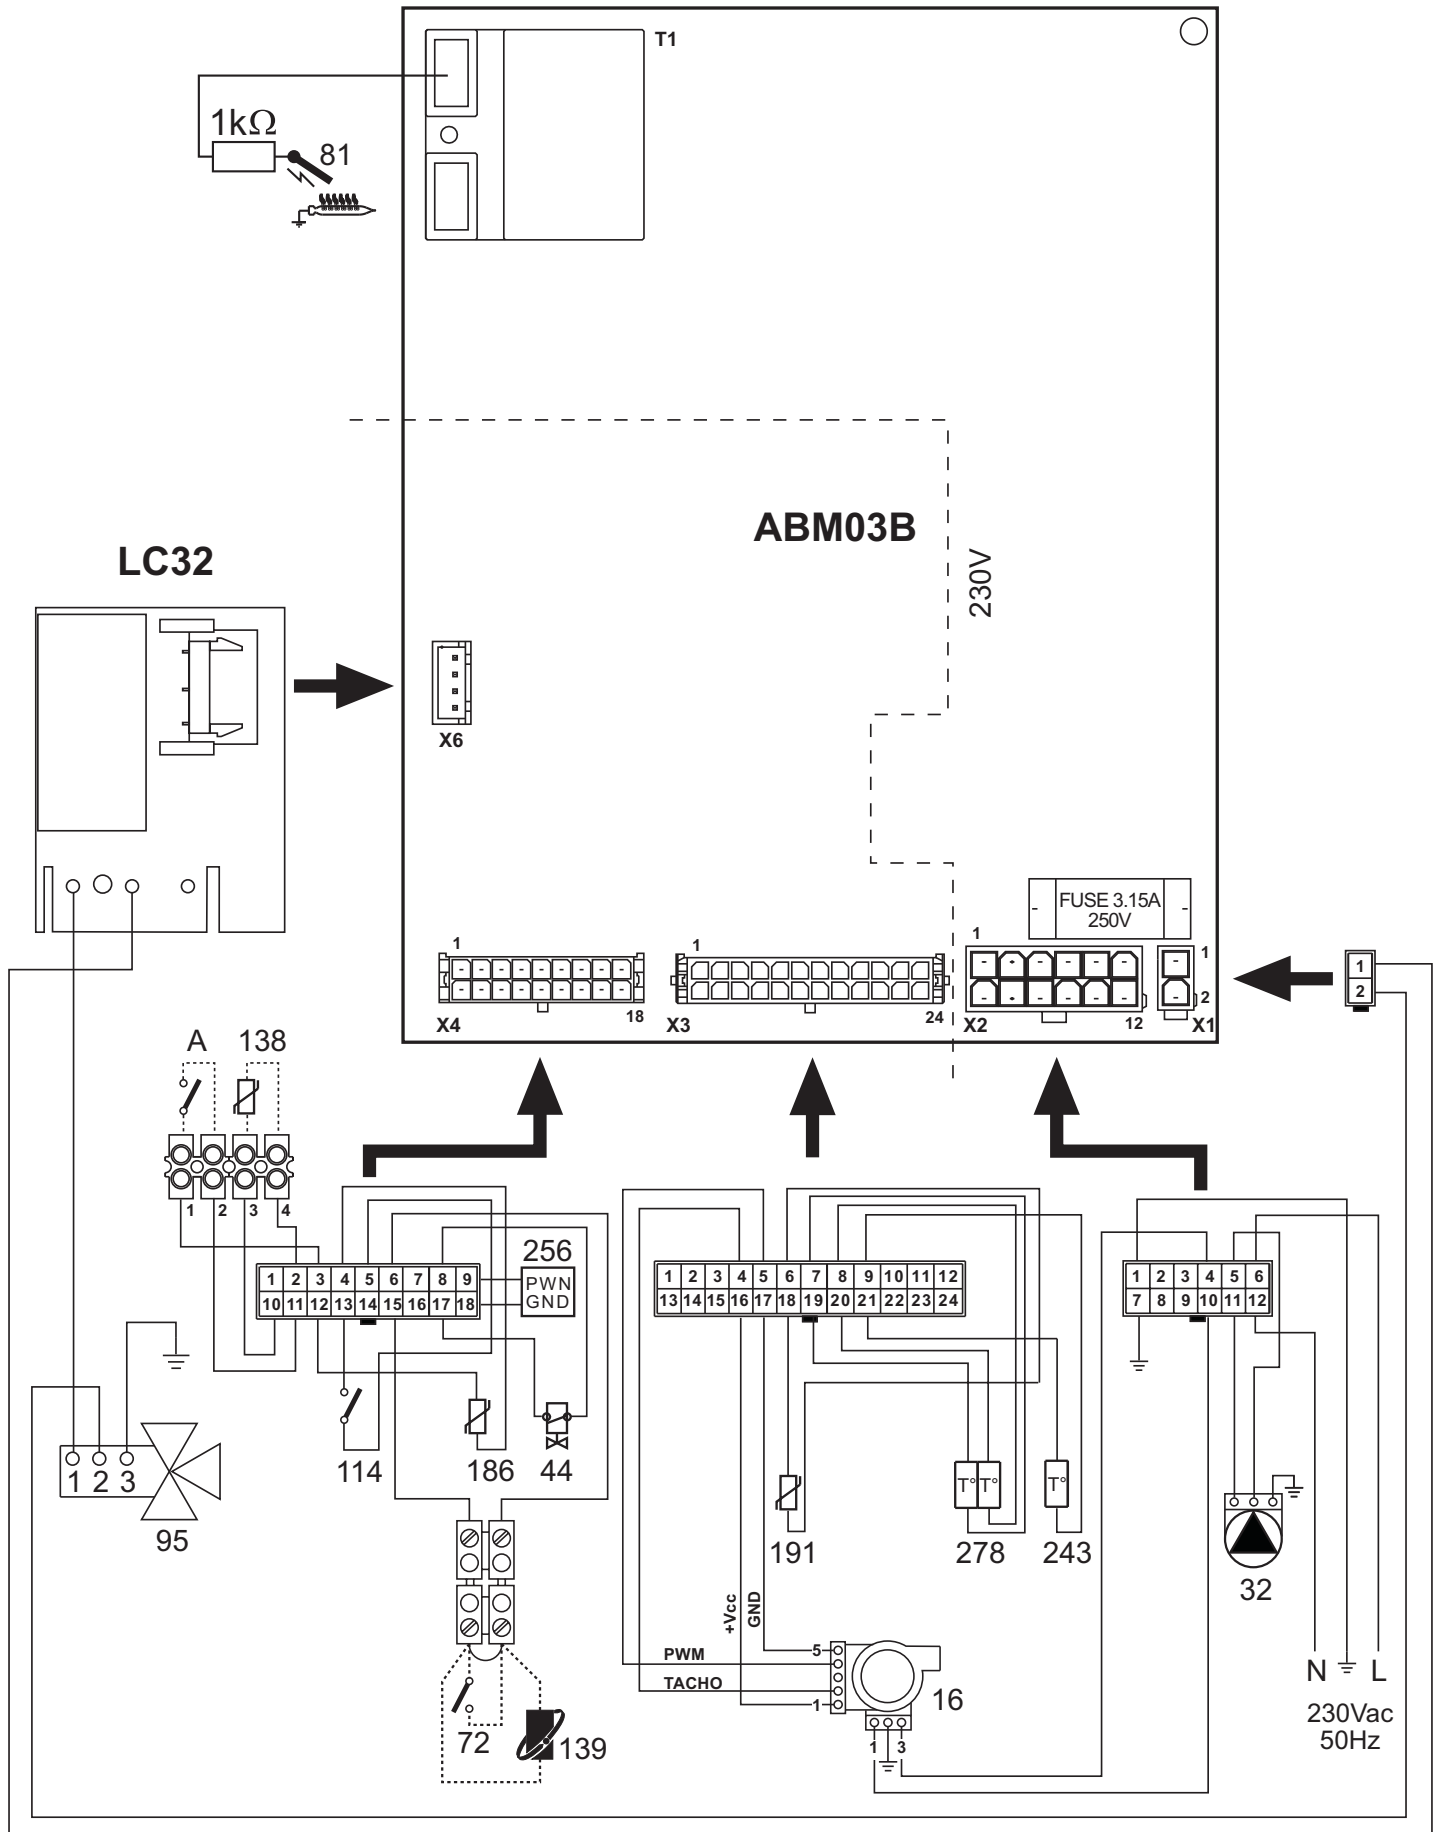 T1
1kΩ
81
ABM03B
230V
LC32
X6
FUSE 3.15A
250V
1
1
1
1
2
18
24
12
X4
X3
X2
X1
1
2
A
138
1
2
3
4
1 2 3 4 5 6 7 8 9
10 11 12 13 14 15 16 17 18
256
PWN
GND
1 2 3 4 5 6 7 8 9 10 11 12
13 14 15 16 17 18 19 20 21 22 23 24
1 2 3 4 5 6
7 8 9 10 11 12
1 2 3
95
114
186
44
191
278
T°
T°
243
T°
32
+Vcc
GND
PWM
TACHO
5
1
16
1
3
72
139
N
L
230Vac
50Hz